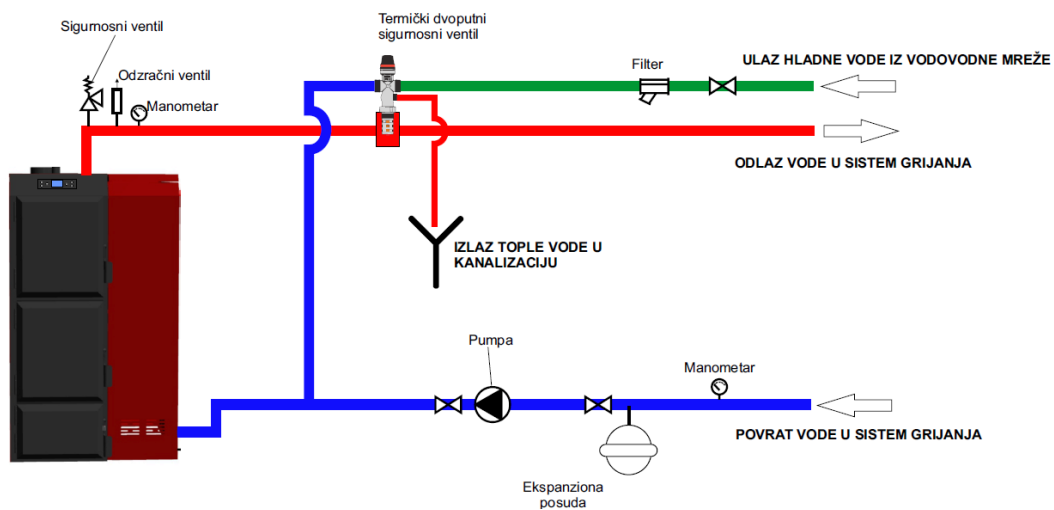 Termički dvoputni
sigurnosni ventil
Sigurnosni ventil
ULAZ HLADNE VODE IZ VODOVODNE MREŽE
Filter
Odzračni ventil
Manometar
ODLAZ VODE U SISTEM GRIJANJA
IZLAZ TOPLE VODE U
KANALIZACIJU
Pumpa
Manometar
POVRAT VODE U SISTEM GRIJANJA
Ekspanziona
posuda